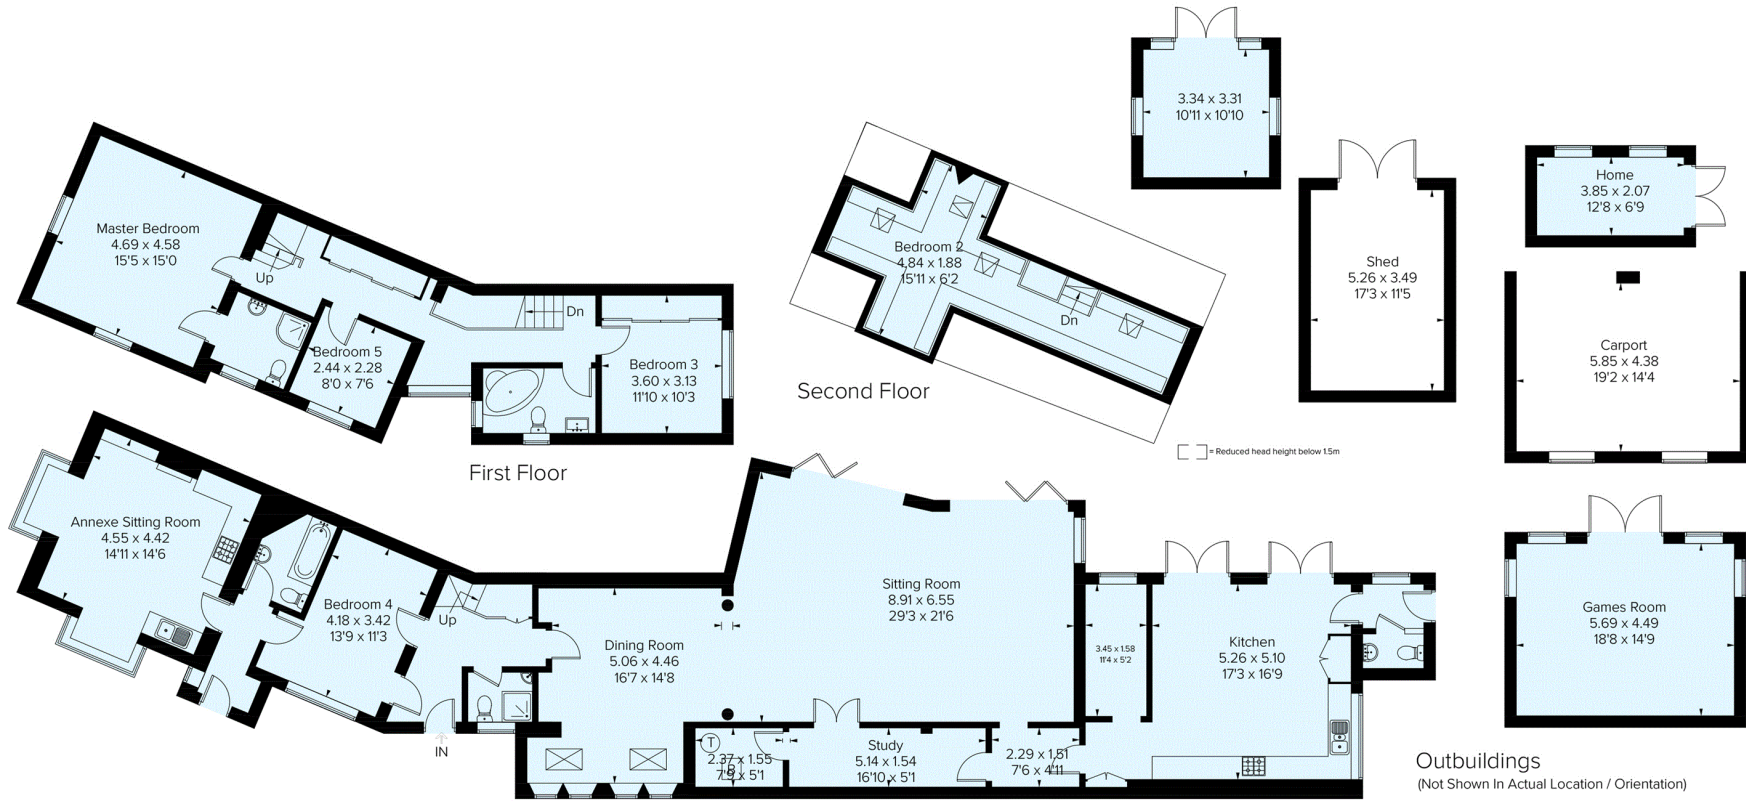 3.34 x 3.31
10'11 x 10'10
Home
3.85 x 2.07
12'8 x 6'9
Master Bedroom
4.69 x 4.58
15'5 x 15'0
Up
Bedroom 5
2.44 x 2.28
8'0 x 7'6
Dn
Bedroom 3
3.60 x 3.13
11'10 x 10'3
First Floor
Bedroom 2
4.84 x 1.88
15'11 x 6'2
Dn
Second Floor
= Reduced head height below 1.5m
Shed
5.26 x 3.49
17'3 x 11'5
Carport
5.85 x 4.38
19'2 x 14'4
Annexe Sitting Room
4.55 x 4.42
14'11 x 14'6
Bedroom 4
4.18 x 3.42
13'9 x 11'3
Up
IN
Dining Room
5.06 x 4.46
16'7 x 14'8
Sitting Room
8.91 x 6.55
29'3 x 21'6
T
2.37 x 1.55
7'9 x 5'1
B
Study
5.14 x 1.54
16'10 x 5'1
2.29 x 1.51
7'6 x 4'11
3.45 x 1.58
11'4 x 5'2
Kitchen
5.26 x 5.10
17'3 x 16'9
Games Room
5.69 x 4.49
18'8 x 14'9
Outbuildings
(Not Shown In Actual Location / Orientation)